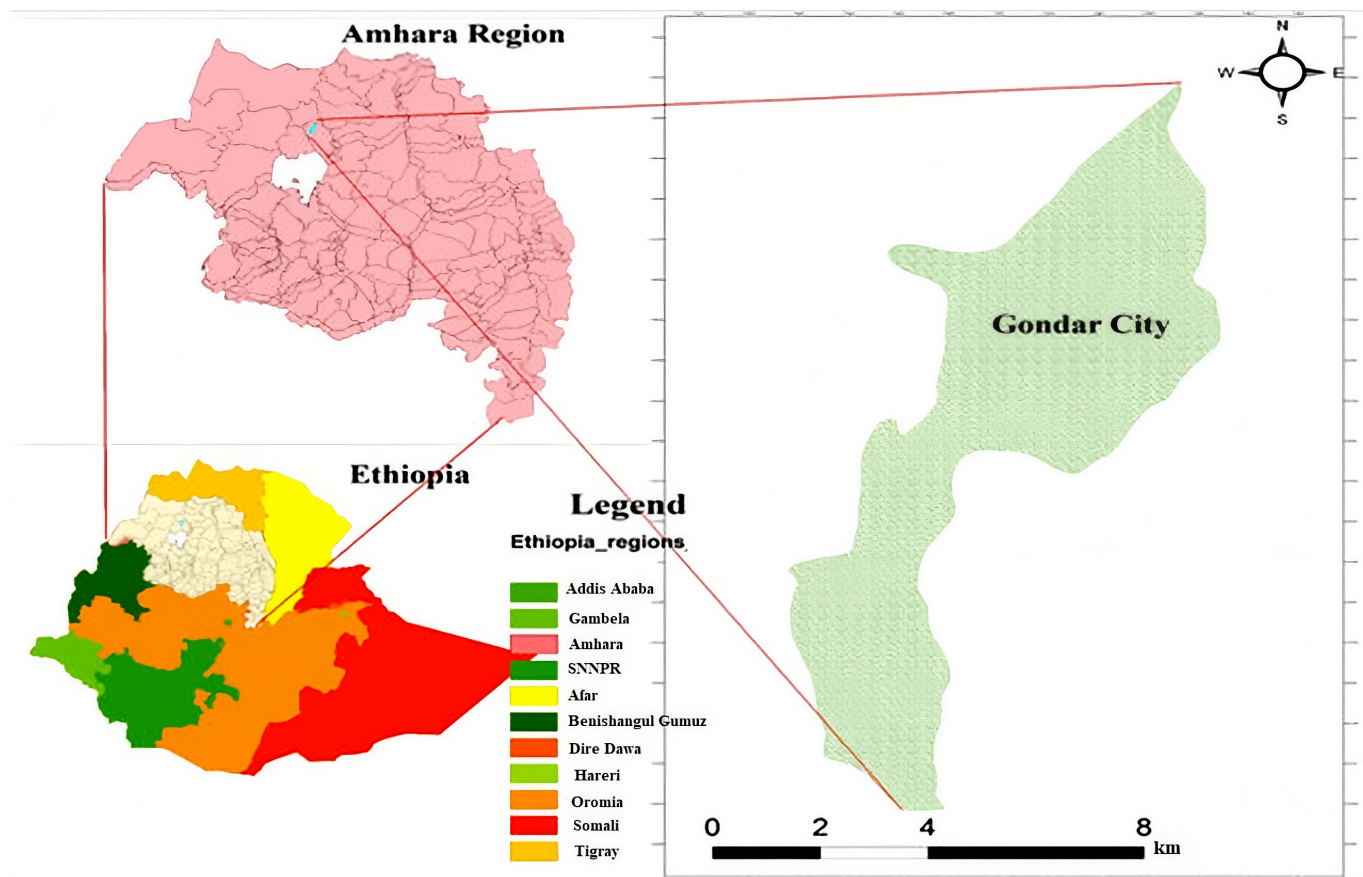 Amhara Region
N
W
E
S
Gondar City
Ethiopia
Legend
Ethiopia_regions
Addis Ababa
Gambela
Amhara
SNNPR
Afar
Benishangul Gumuz
Dire Dawa
Hareri
Oromia
Somali
Tigray
0 2 4 8
km